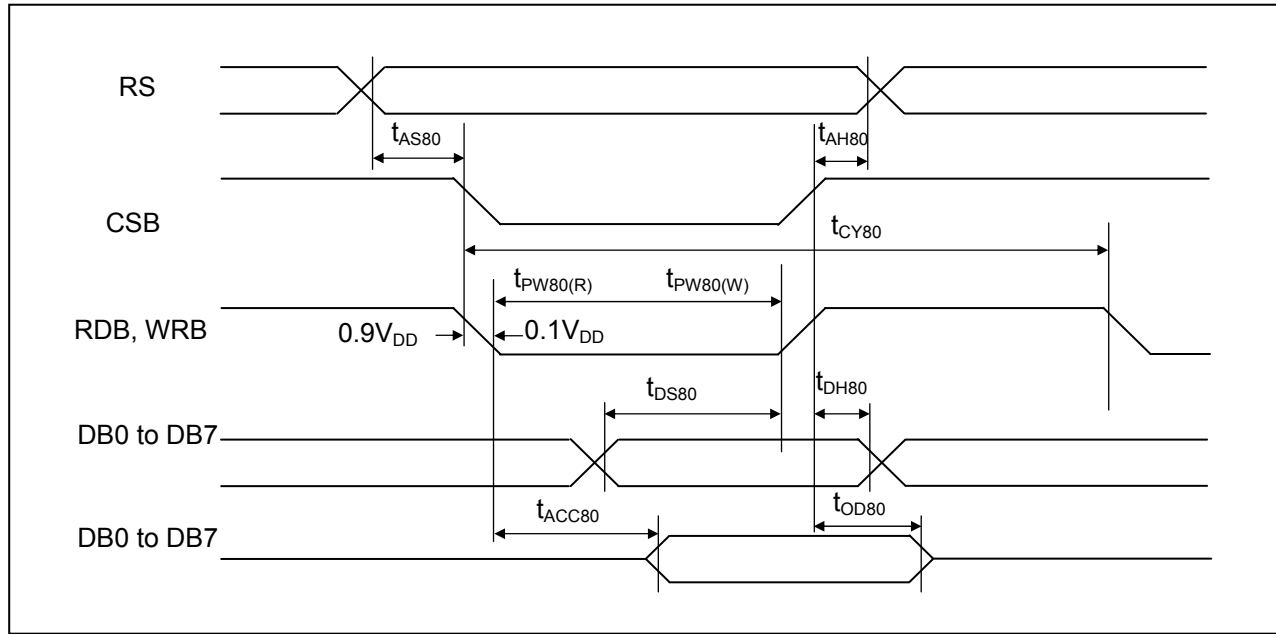 RS
tAS80
tAH80
CSB
tCY80
tPW80(R) tPW80(W)
RDB, WRB
0.9VDD 0.1VDD
tDS80
tDH80
DB0 to DB7
tACC80
tOD80
DB0 to DB7